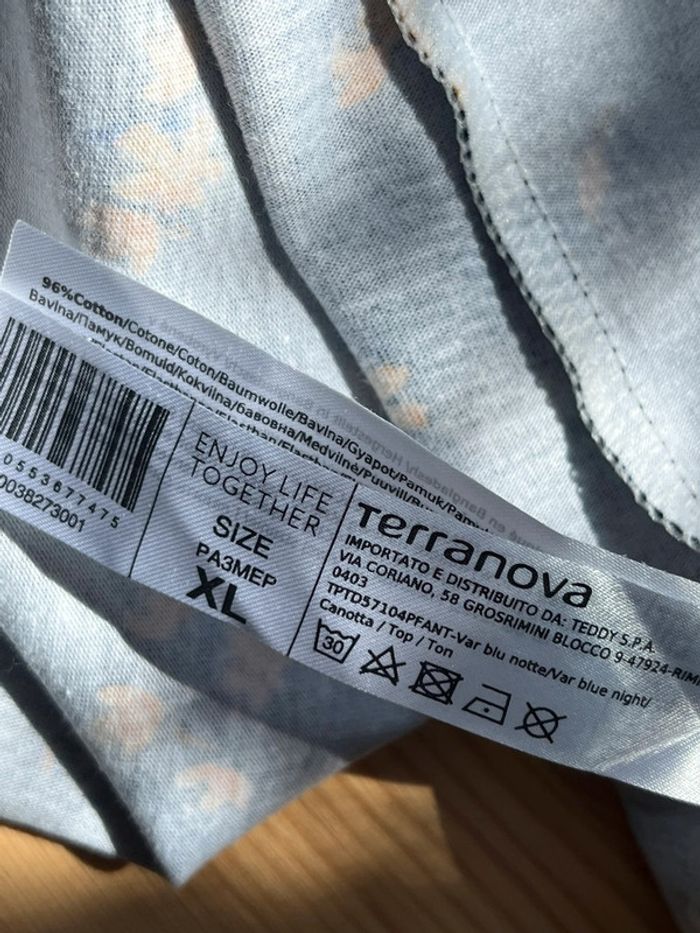 96%Cotton/Cotone/Coton/Baumwolle/Bavlna/Gyapot/Pamuk/Pamu
Bavlna/Памук/Bomuld/Kokvilna/бавовна/Medvilnė/Puuvill/
0553677475
0038273001
ENJOY LIFE
TOGETHER
SIZE
РАЗМЕР
XL
Terranova
IMPORTATO E DISTRIBUITO DA: TEDDY S.P.A.
VIA CORIANO, 58 GROSRIMINI BLOCCO 9-47924-RIMI
0403
TPTD57104PFANT-Var blu notte/Var blue night/
Canotta / Top / Ton
30